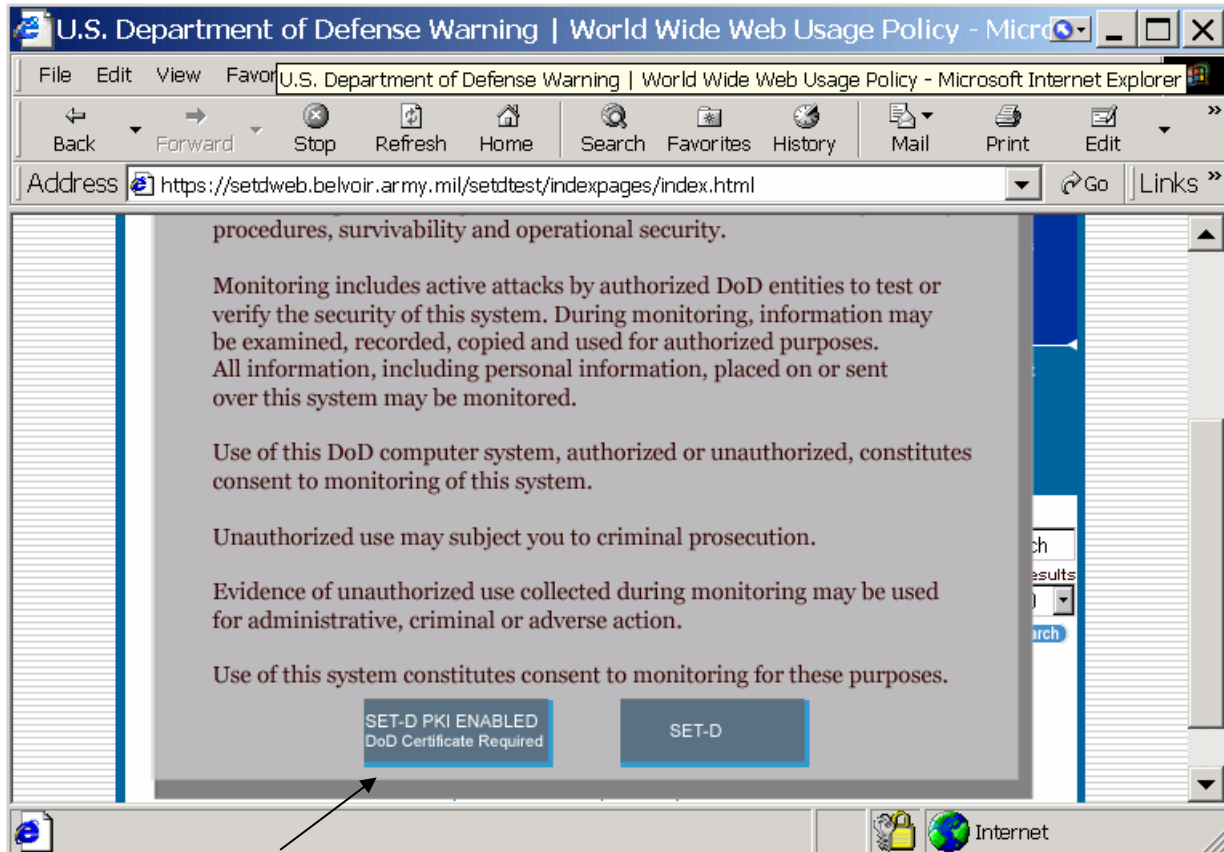 U.S. Department of Defense Warning | World Wide Web Usage Policy - Micro
File Edit View Favor
U.S. Department of Defense Warning | World Wide Web Usage Policy - Microsoft Internet Explorer
Back Forward Stop Refresh Home Search Favorites History Mail Print Edit »
Address https://setdweb.belvoir.army.mil/setdtest/indexpages/index.html Go Links »
procedures, survivability and operational security.
Monitoring includes active attacks by authorized DoD entities to test or
verify the security of this system. During monitoring, information may
be examined, recorded, copied and used for authorized purposes.
All information, including personal information, placed on or sent
over this system may be monitored.
Use of this DoD computer system, authorized or unauthorized, constitutes
consent to monitoring of this system.
Unauthorized use may subject you to criminal prosecution.
ch
esults
Evidence of unauthorized use collected during monitoring may be used
for administrative, criminal or adverse action.
arch
Use of this system constitutes consent to monitoring for these purposes.
SET-D PKI ENABLED
DoD Certificate Required
SET-D
Internet